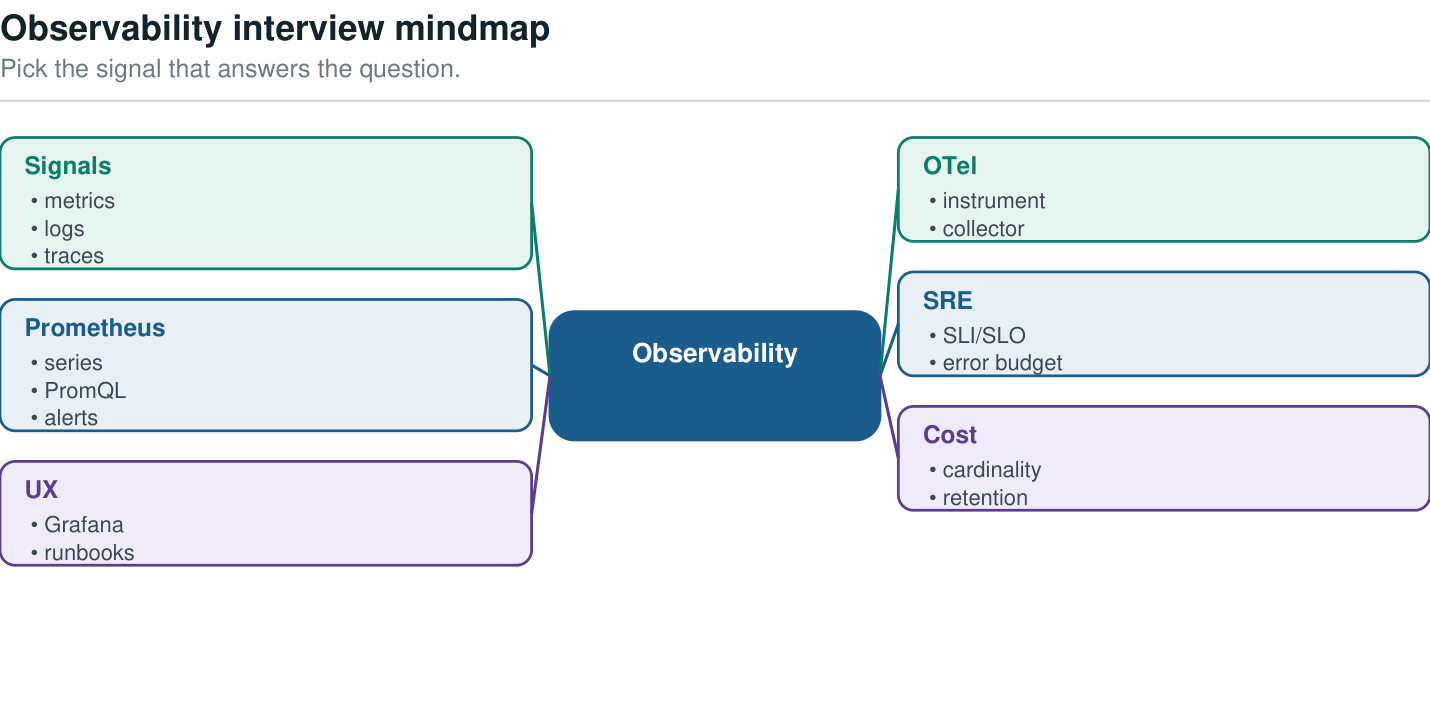 Observability interview mindmap
Pick the signal that answers the question.
Signals
• metrics
• logs
• traces
Prometheus
• series
• PromQL
• alerts
UX
• Grafana
• runbooks
Observability
OTel
• instrument
• collector
SRE
• SLI/SLO
• error budget
Cost
• cardinality
• retention